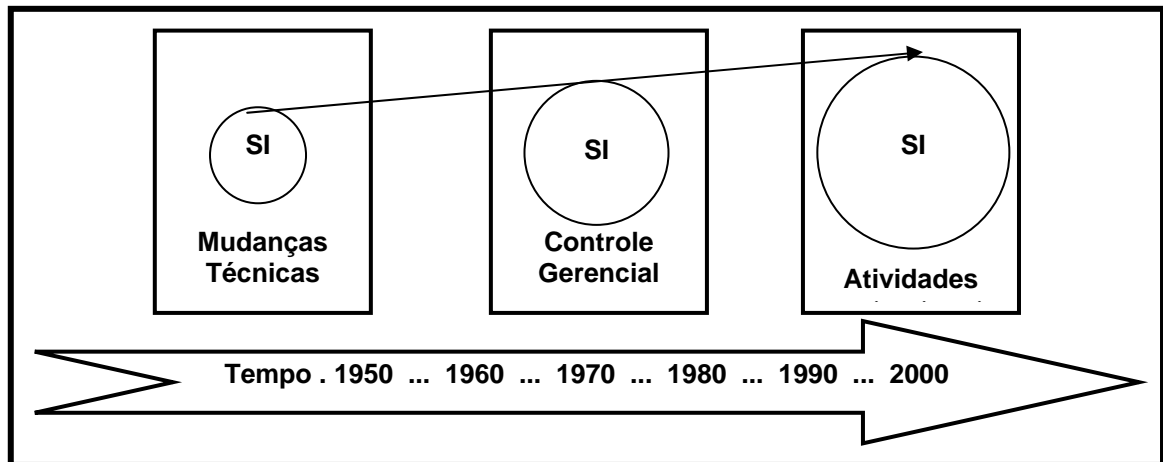 SI
Mudanças
Técnicas
SI
Controle
Gerencial
SI
Atividades
Tempo . 1950 ... 1960 ... 1970 ... 1980 ... 1990 ... 2000